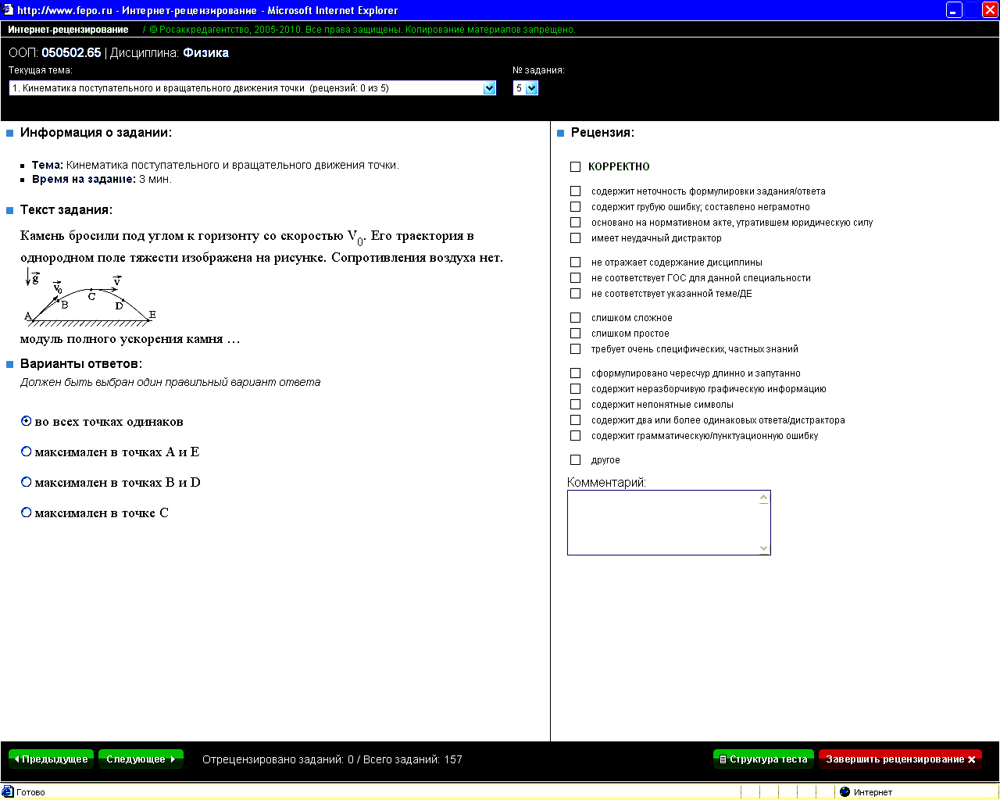 http://www.fepo.ru - Интернет-рецензирование - Microsoft Internet Explorer
Интернет-рецензирование / © Росаккредагентство, 2005-2010. Все права защищены. Копирование материалов запрещено.
ООП: 050502.65 | Дисциплина: Физика
Текущая тема: № задания:
1. Кинематика поступательного и вращательного движения точки (рецензий: 0 из 5) 5
Информация о задании:
Тема: Кинематика поступательного и вращательного движения точки.
Время на задание: 3 мин.
Текст задания:
Камень бросили под углом к горизонту со скоростью V0. Его траектория в
однородном поле тяжести изображена на рисунке. Сопротивления воздуха нет.
g
v0
v
A
B
C
D
E
модуль полного ускорения камня …
Варианты ответов:
Должен быть выбран один правильный вариант ответа
во всех точках одинаков
максимален в точках A и E
максимален в точках B и D
максимален в точке C
Рецензия:
КОРРЕКТНО
содержит неточность формулировки задания/ответа
содержит грубую ошибку; составлено неграмотно
основано на нормативном акте, утратившем юридическую силу
имеет неудачный дистрактор
не отражает содержание дисциплины
не соответствует ГОС для данной специальности
не соответствует указанной теме/ДЕ
слишком сложное
слишком простое
требует очень специфических, частных знаний
сформулировано чересчур длинно и запутанно
содержит неразборчивую графическую информацию
содержит непонятные символы
содержит два или более одинаковых ответа/дистрактора
содержит грамматическую/пунктуационную ошибку
другое
Комментарий:
Предыдущее Следующее Отрецензировано заданий: 0 / Всего заданий: 157 Структура теста Завершить рецензирование
Готово Интернет